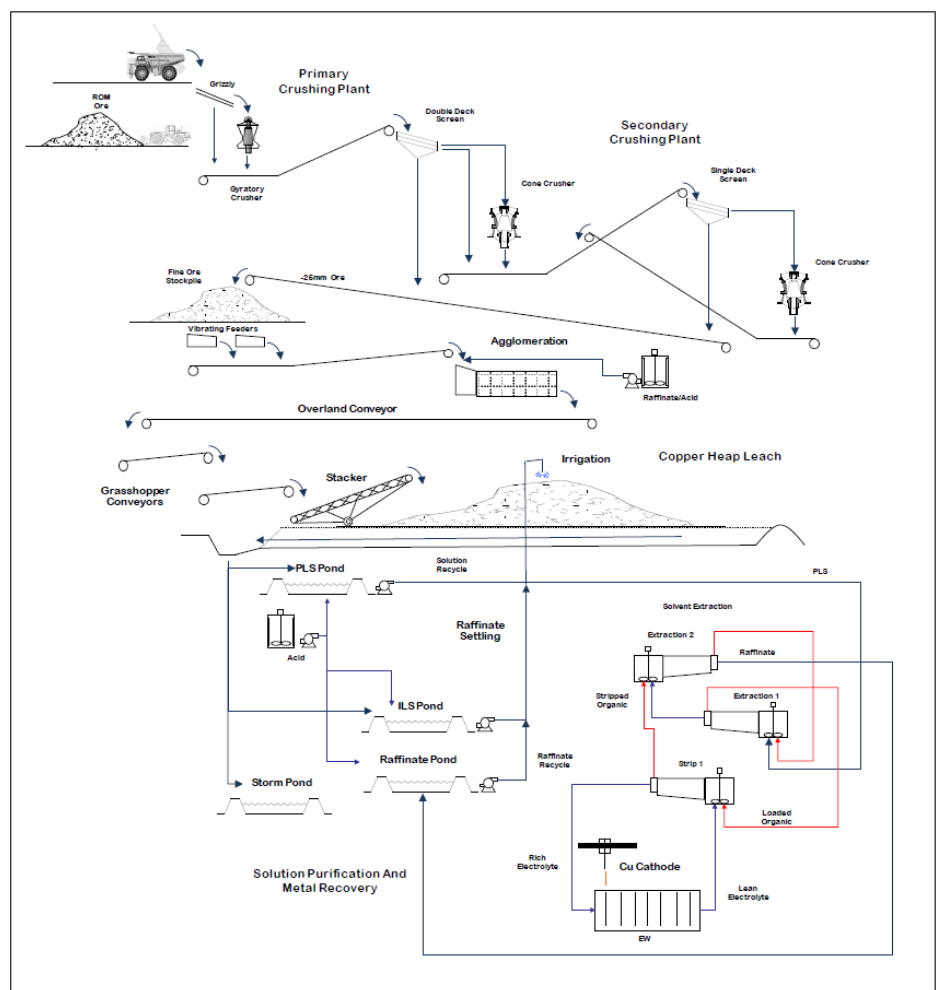 Primary
Crushing Plant
Grizzly
ROM
Ore
Gyratory
Crusher
Double Deck
Screen
Secondary
Crushing Plant
Cone Crusher
Single Deck
Screen
Cone Crusher
Fine Ore
Stockpile
-25mm Ore
Vibrating Feeders
Agglomeration
Raffinate/Acid
Overland Conveyor
Irrigation
Copper Heap Leach
Grasshopper
Conveyors
Stacker
PLS Pond
Solution
Recycle
PLS
Acid
Raffinate
Settling
Solvent Extraction
Extraction 2
Raffinate
Stripped
Organic
Extraction 1
ILS Pond
Raffinate Pond
Raffinate
Recycle
Strip 1
Storm Pond
Loaded
Organic
Solution Purification And
Metal Recovery
Rich
Electrolyte
Cu Cathode
Lean
Electrolyte
EW